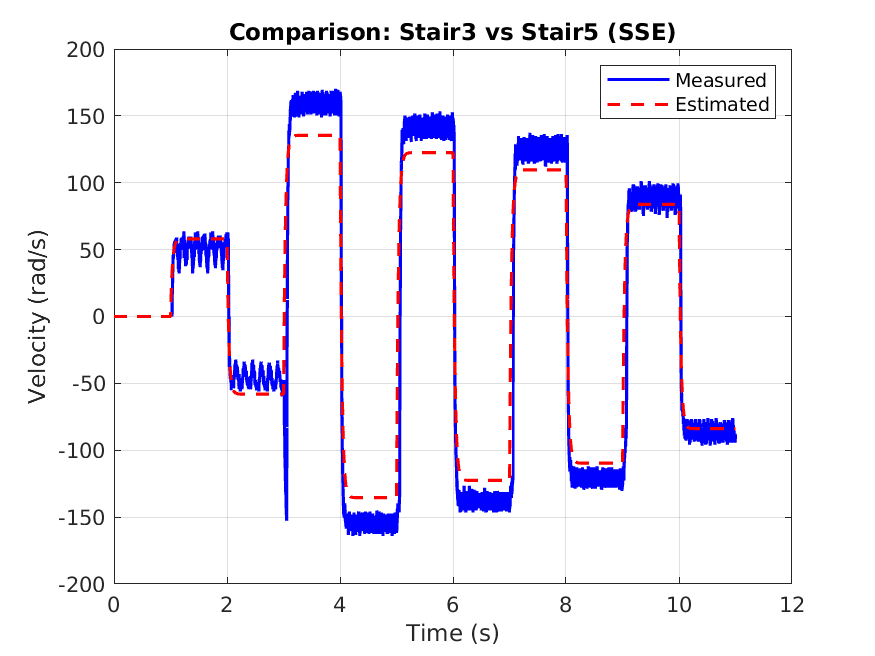 Comparison: Stair3 vs Stair5 (SSE)
Measured
Estimated
200
150
100
50
0
-50
-100
-150
-200
Velocity (rad/s)
0 2 4 6 8 10 12
Time (s)